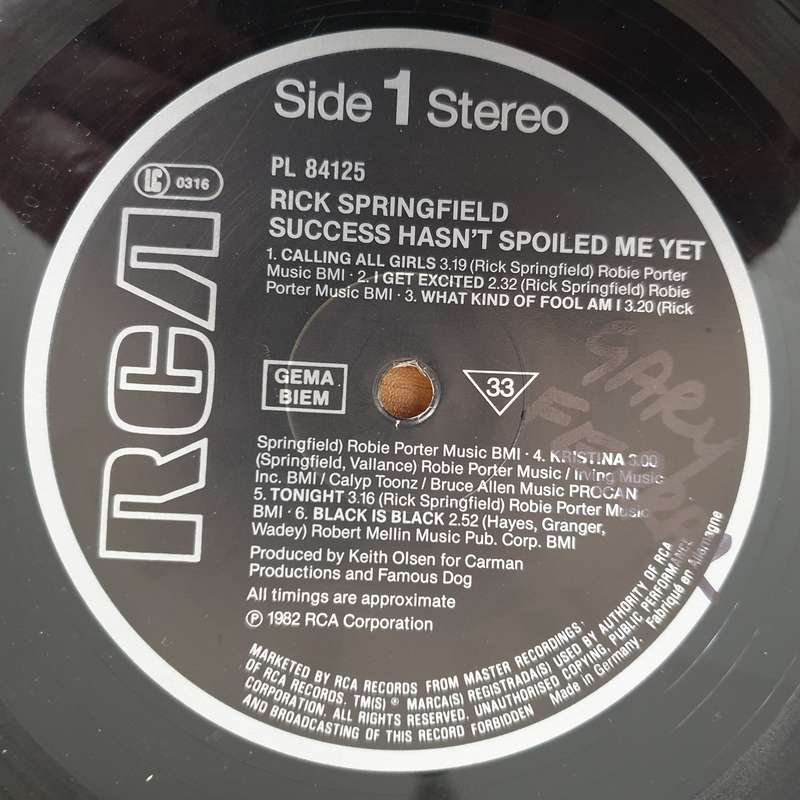 Side 1 Stereo
PL 84125
LC 0316
RICK SPRINGFIELD
SUCCESS HASN'T SPOILED ME YET
1. CALLING ALL GIRLS 3.19 (Rick Springfield) Robie Porter
Music BMI · 2. I GET EXCITED 2.32 (Rick Springfield) Robie
Porter Music BMI · 3. WHAT KIND OF FOOL AM I 3.20 (Rick
RCA
GEMA
BIEM
33
GARY
Springfield) Robie Porter Music BMI · 4. KRISTINA 3.00
(Springfield, Vallance) Robie Porter Music / Irving Music
Inc. BMI / Calyp Toonz / Bruce Allen Music PROCAN
5. TONIGHT 3.16 (Rick Springfield) Robie Porter Music
BMI · 6. BLACK IS BLACK 2.52 (Hayes, Granger,
Wadey) Robert Mellin Music Pub. Corp. BMI
Produced by Keith Olsen for Carman
Productions and Famous Dog
All timings are approximate
℗ 1982 RCA Corporation
MARKETED BY RCA RECORDS FROM MASTER RECORDINGS.
OF RCA RECORDS. TM(S) ® MARCA(S) REGISTRADA(S) USED BY AUTHORITY OF RCA
CORPORATION. ALL RIGHTS RESERVED. UNAUTHORISED COPYING, PUBLIC PERFORMANCE
AND BROADCASTING OF THIS RECORD FORBIDDEN Made in Germany. Fabriqué en Allemagne